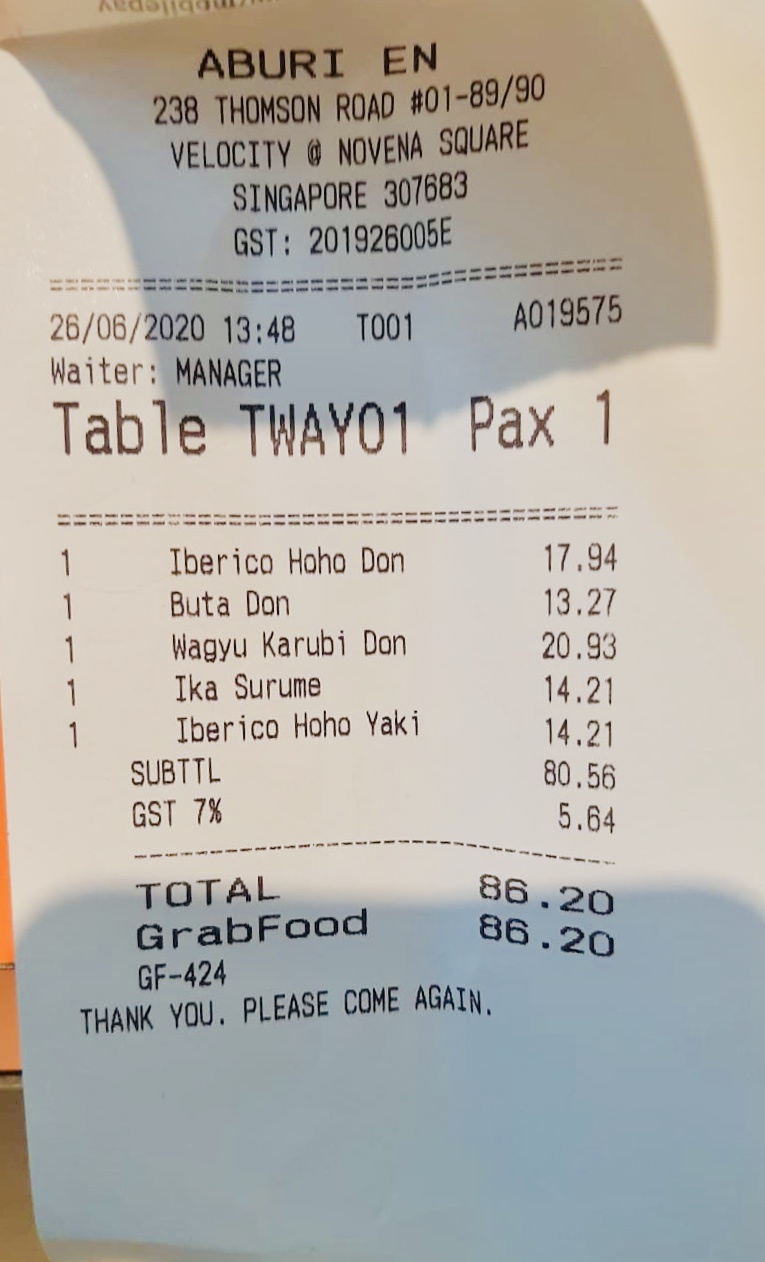 ABURI EN
238 THOMSON ROAD #01-89/90
VELOCITY @ NOVENA SQUARE
SINGAPORE 307683
GST: 201926005E
26/06/2020 13:48 T001 A019575
Waiter: MANAGER
Table TWAY01 Pax 1
1 Iberico Hoho Don 17.94
1 Buta Don 13.27
1 Wagyu Karubi Don 20.93
1 Ika Surume 14.21
1 Iberico Hoho Yaki 14.21
SUBTTL 80.56
GST 7% 5.64
TOTAL 86.20
GrabFood 86.20
GF-424
THANK YOU. PLEASE COME AGAIN.